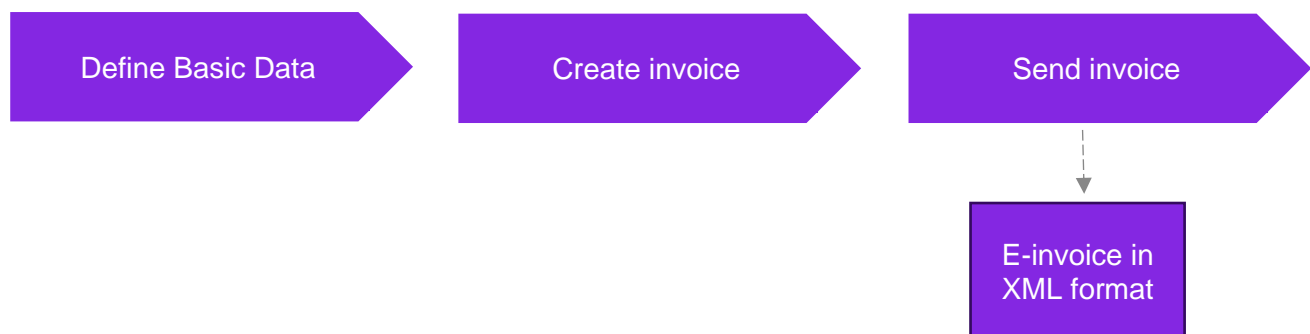 Define Basic Data
Create invoice
Send invoice
E-invoice in
XML format